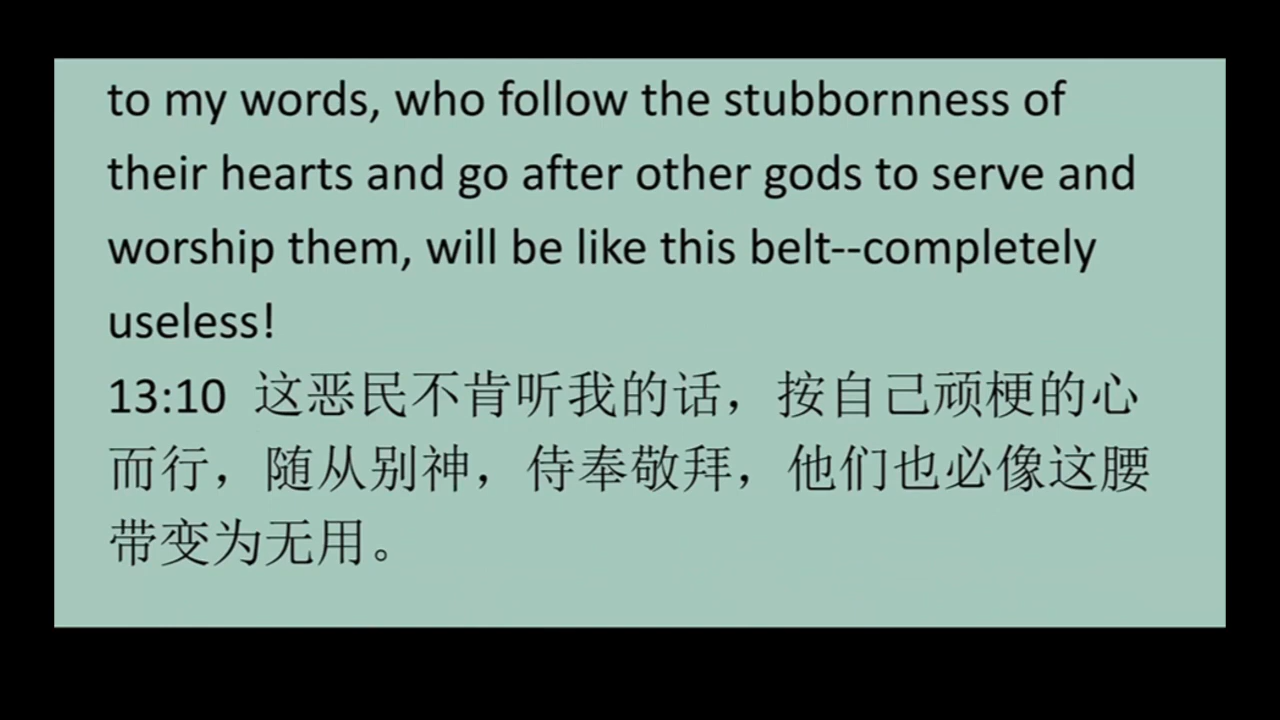 to my words, who follow the stubbornness of
their hearts and go after other gods to serve and
worship them, will be like this belt--completely
useless!
13:10 这恶民不肯听我的话，按自己顽梗的心
而行，随从别神，侍奉敬拜，他们也必像这腰
带变为无用。